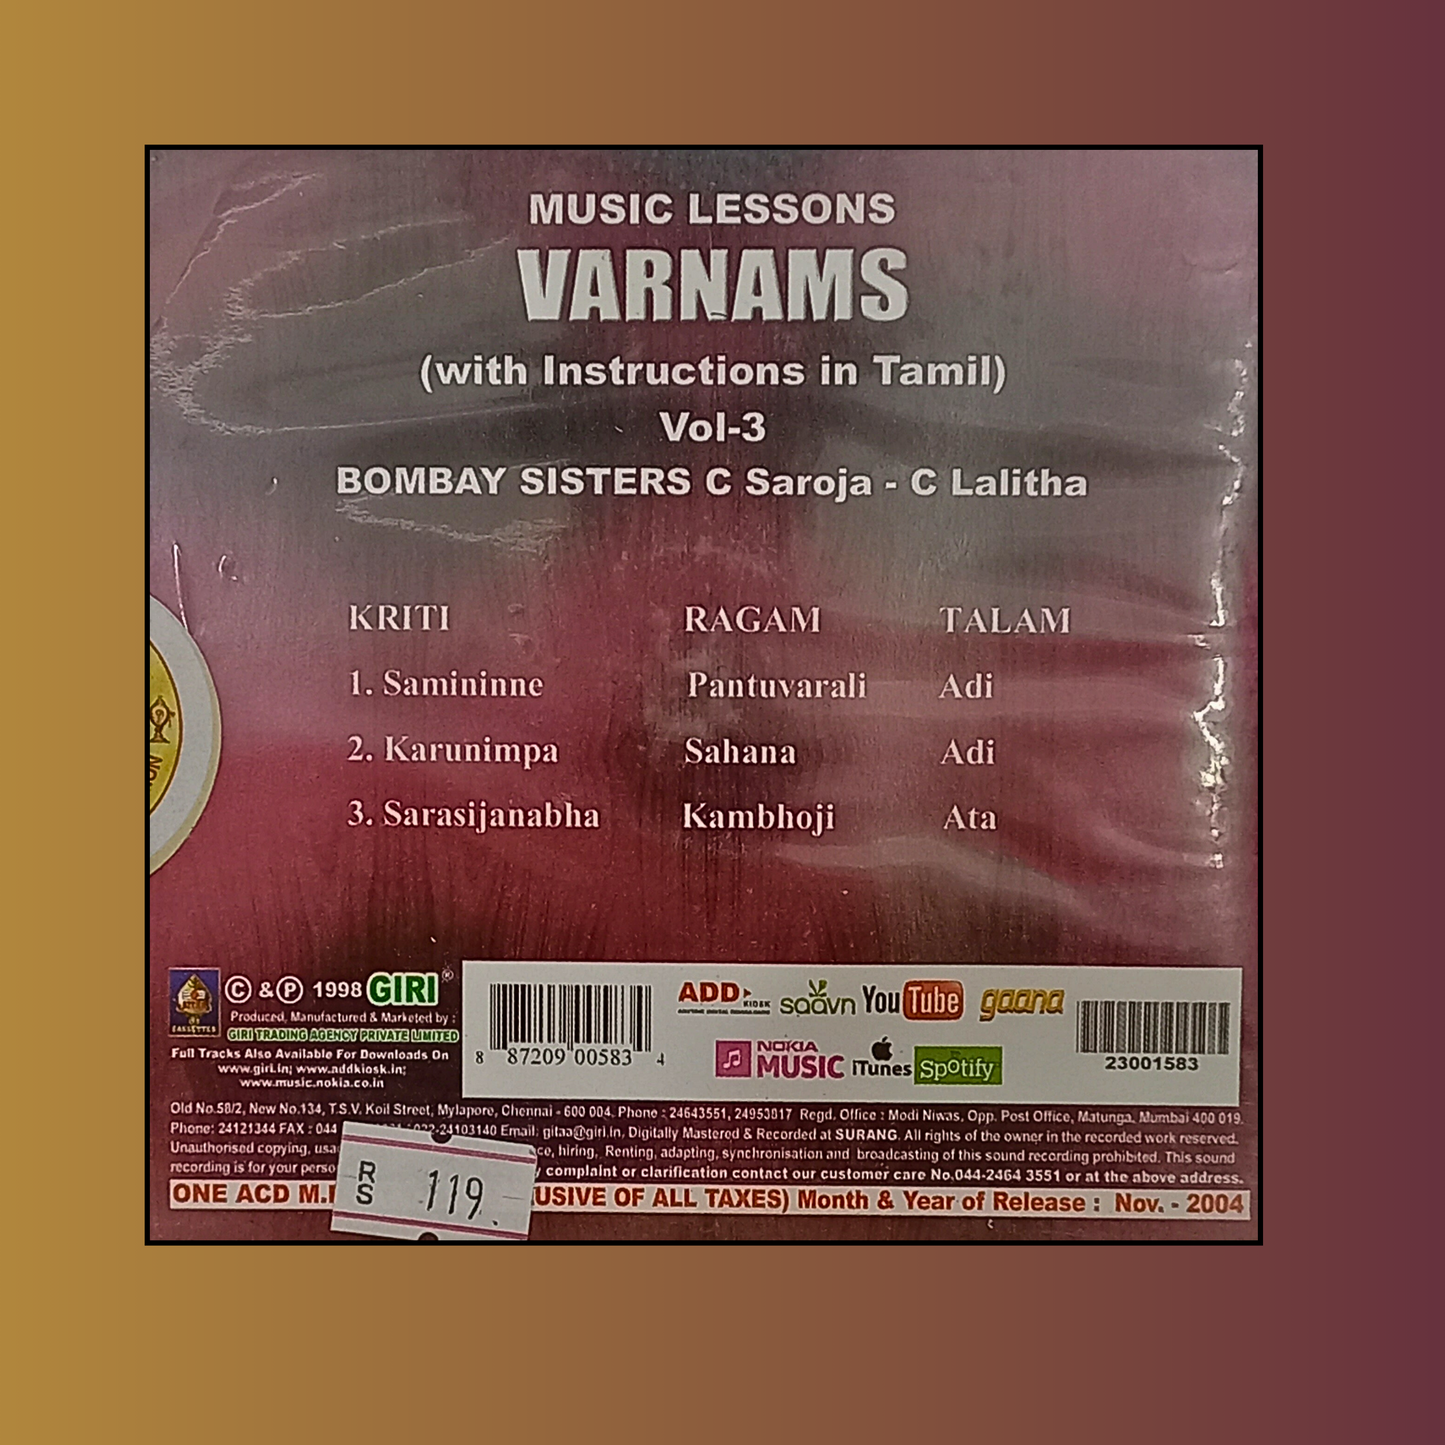 MUSIC LESSONS
VARNAMS
(with Instructions in Tamil)
Vol-3
BOMBAY SISTERS C Saroja - C Lalitha
KRITI RAGAM TALAM
1. Samininne Pantuvarali Adi
2. Karunimpa Sahana Adi
3. Sarasijanabha Kambhoji Ata
© & ℗ 1998 GIRI ®
Produced, Manufactured & Marketed by :
GIRI TRADING AGENCY PRIVATE LIMITED
Full Tracks Also Available For Downloads On
www.giri.in; www.addkiosk.in;
www.music.nokia.co.in
CASSETTES
8 87209 00583 4
ADD KIOSK saavn YouTube gaana
NOKIA MUSIC iTunes Spotify
23001583
Old No.58/2, New No.134, T.S.V. Koil Street, Mylapore, Chennai - 600 004. Phone : 24643551, 24953817 Regd. Office : Modi Niwas, Opp. Post Office, Matunga, Mumbai 400 019.
Phone: 24121344 FAX : 044 022-24103140 Email: gitaa@giri.in, Digitally Mastered & Recorded at SURANG. All rights of the owner in the recorded work reserved.
Unauthorised copying, hiring, Renting, adapting, synchronisation and broadcasting of this sound recording prohibited. This sound
recording is for your complaint or clarification contact our customer care No.044-2464 3551 or at the above address.
ONE ACD USIVE OF ALL TAXES) Month & Year of Release : Nov. - 2004
RS 119.